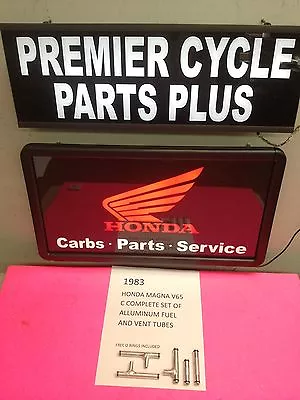 PREMIER CYCLE
PARTS PLUS
HONDA
Carbs · Parts · Service
1983
HONDA MAGNA V65
C COMPLETE SET OF
ALLUMINUM FUEL
AND VENT TUBES
FREE O RINGS INCLUDED